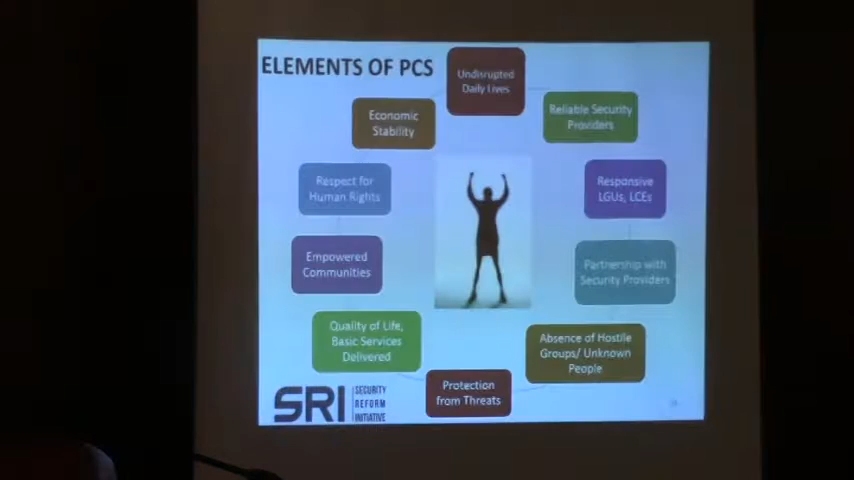 ELEMENTS OF PCS
Undisrupted
Daily Lives
Reliable Security
Providers
Responsive
LGUs, LCEs
Partnership with
Security Providers
Absence of Hostile
Groups/ Unknown
People
Protection
from Threats
Quality of Life,
Basic Services
Delivered
Empowered
Communities
Respect for
Human Rights
Economic
Stability
SRI
SECURITY
REFORM
INITIATIVE